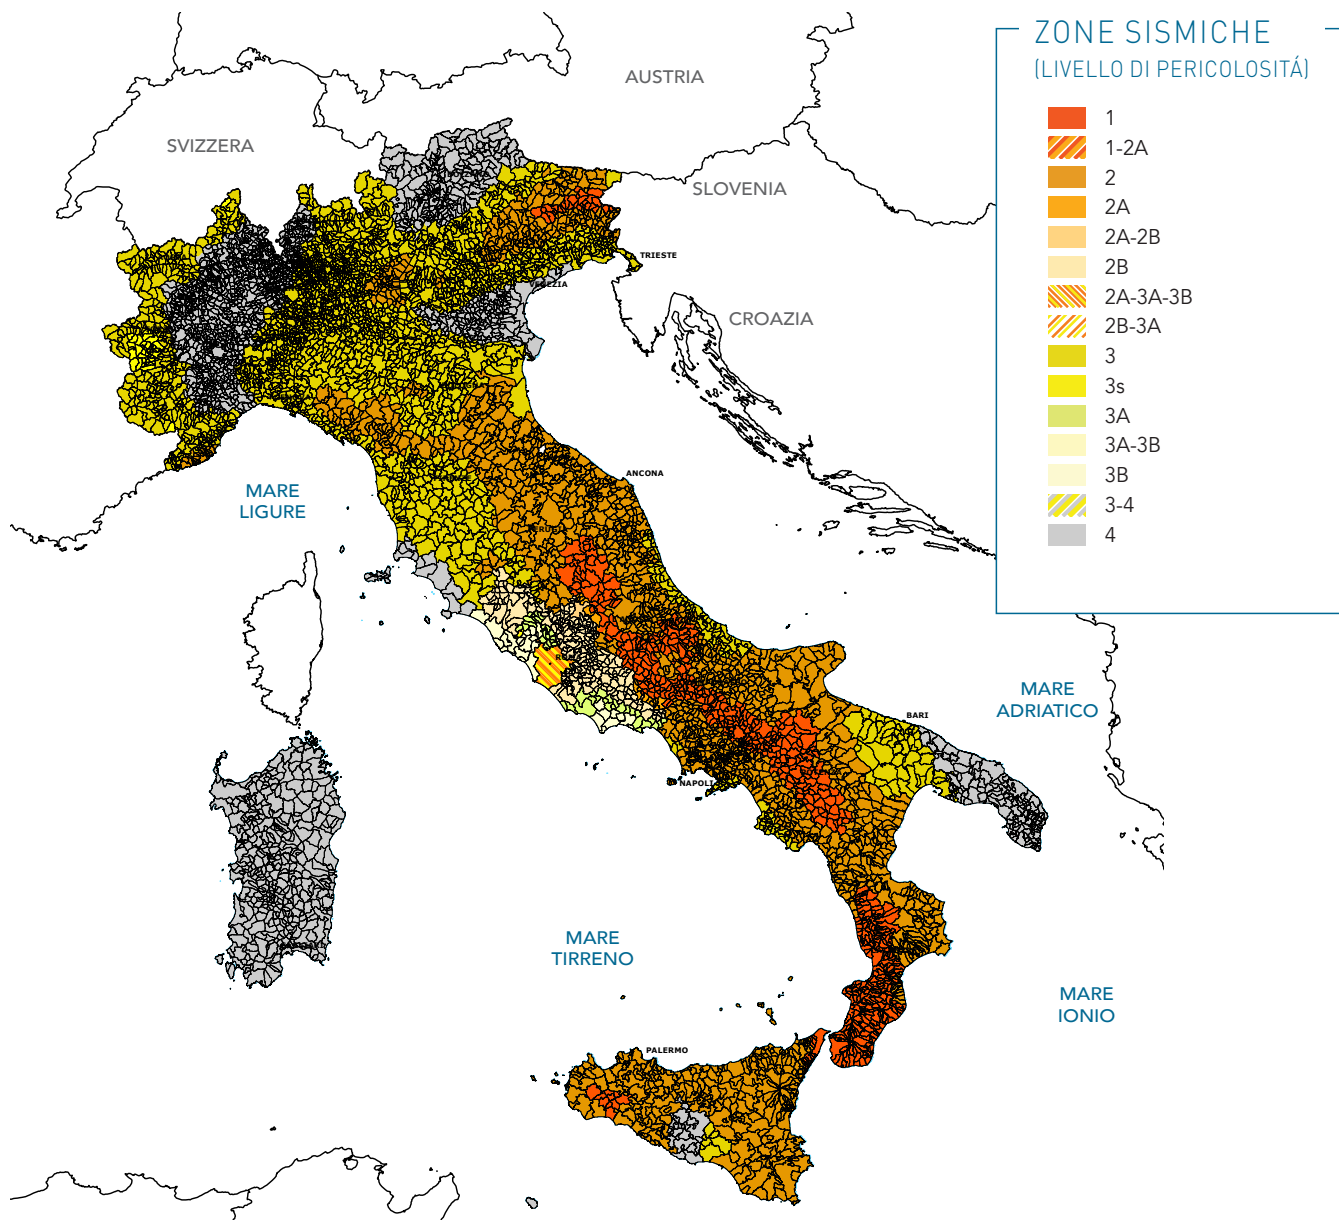 ZONE SISMICHE
(LIVELLO DI PERICOLOSITÁ)
1
1-2A
2
2A
2A-2B
2B
2A-3A-3B
2B-3A
3
3s
3A
3A-3B
3B
3-4
4
AUSTRIA
SVIZZERA
SLOVENIA
TRIESTE
VENEZIA
CROAZIA
ANCONA
MARE
LIGURE
MARE
ADRIATICO
BARI
NAPOLI
MARE
TIRRENO
MARE
IONIO
PALERMO